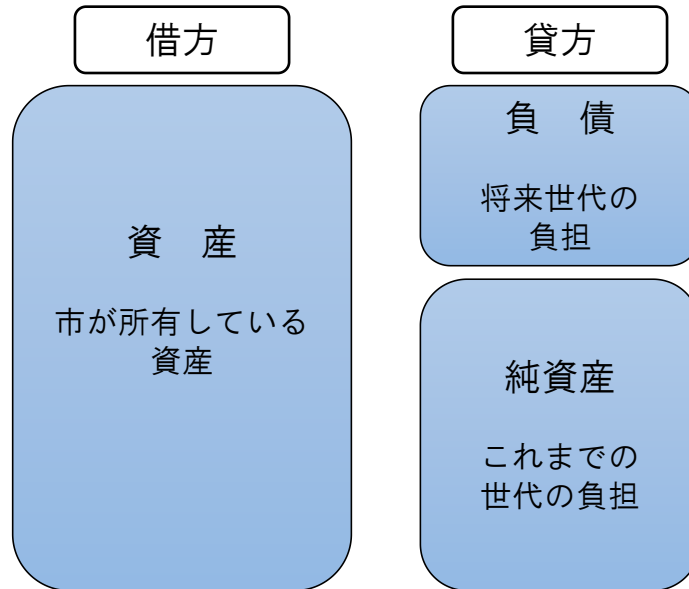 借方
資　産
市が所有している
資産
貸方
負　債
将来世代の
負担
純資産
これまでの
世代の負担